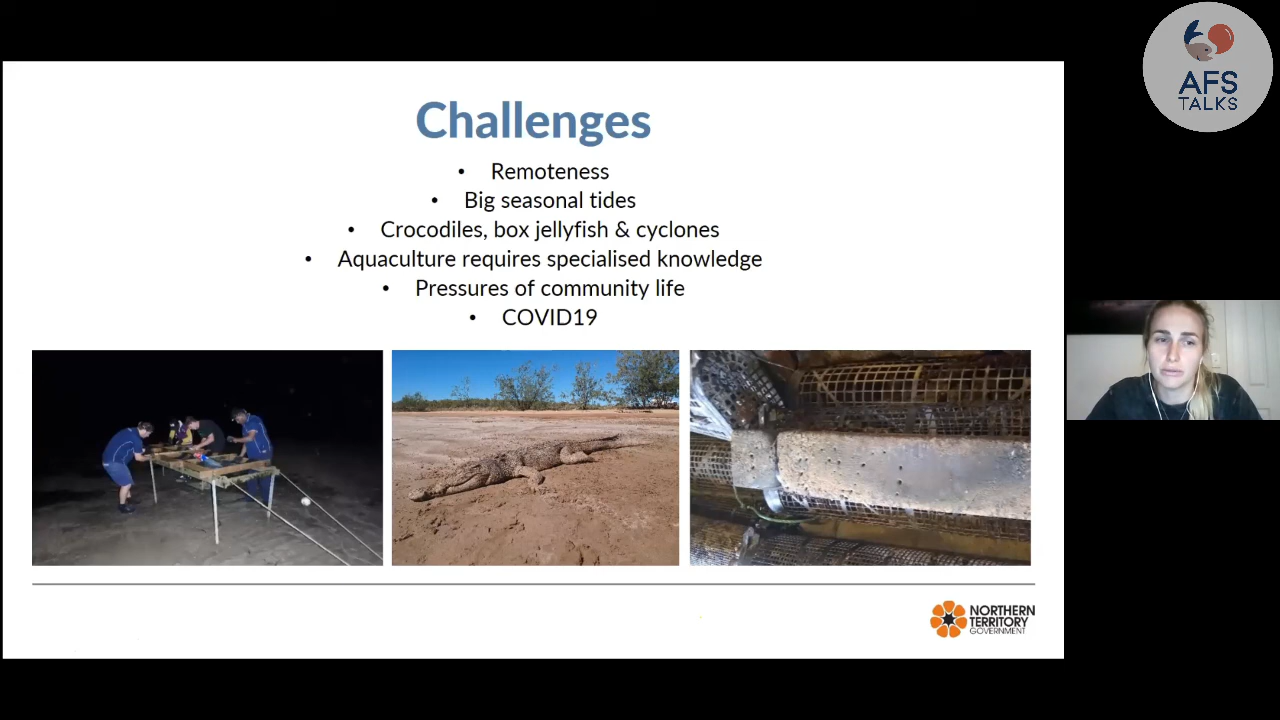 AFS
TALKS
Challenges
• Remoteness
• Big seasonal tides
• Crocodiles, box jellyfish & cyclones
• Aquaculture requires specialised knowledge
• Pressures of community life
• COVID19
NORTHERN
TERRITORY
GOVERNMENT